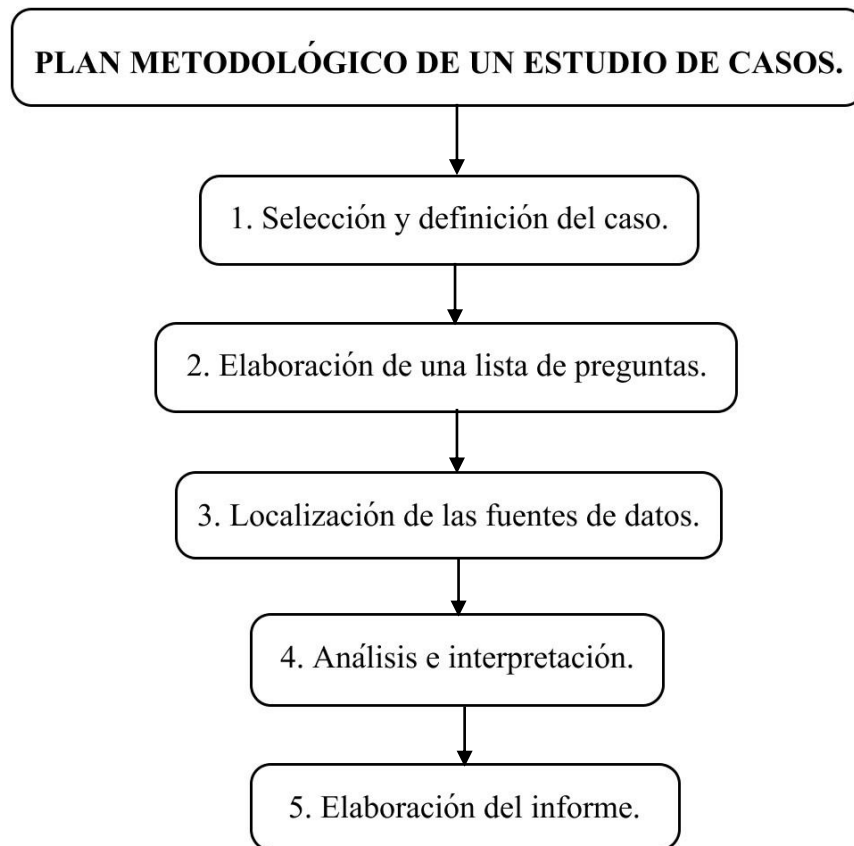 PLAN METODOLÓGICO DE UN ESTUDIO DE CASOS.
1. Selección y definición del caso.
2. Elaboración de una lista de preguntas.
3. Localización de las fuentes de datos.
4. Análisis e interpretación.
5. Elaboración del informe.